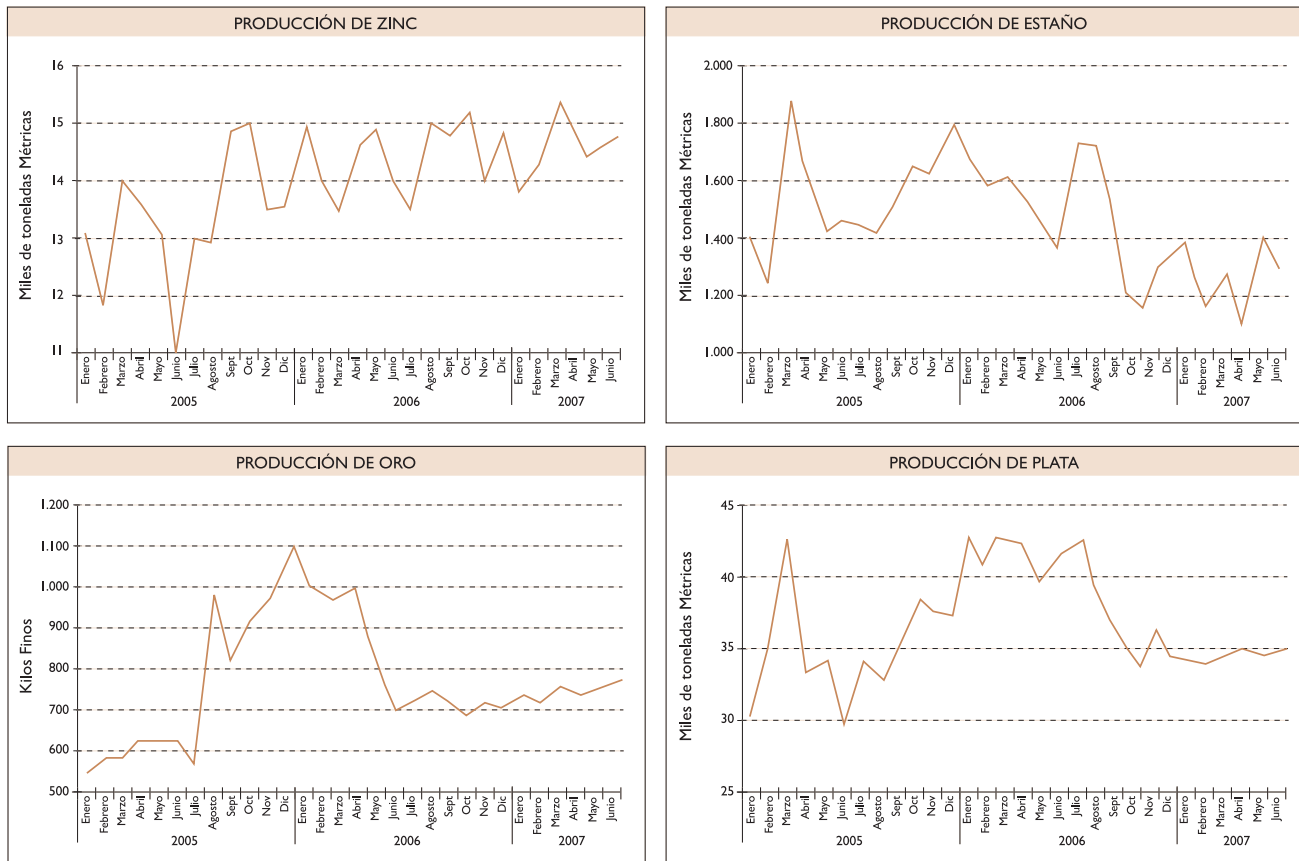 PRODUCCIÓN DE ZINC
Miles de toneladas Métricas
16
15
14
13
12
11
Enero Febrero Marzo Abril Mayo Junio Julio Agosto Sept Oct Nov Dic Enero Febrero Marzo Abril Mayo Junio Julio Agosto Sept Oct Nov Dic Enero Febrero Marzo Abril Mayo Junio
2005 2006 2007
PRODUCCIÓN DE ESTAÑO
Miles de toneladas Métricas
2.000
1.800
1.600
1.400
1.200
1.000
Enero Febrero Marzo Abril Mayo Junio Julio Agosto Sept Oct Nov Dic Enero Febrero Marzo Abril Mayo Junio Julio Agosto Sept Oct Nov Dic Enero Febrero Marzo Abril Mayo Junio
2005 2006 2007
PRODUCCIÓN DE ORO
Kilos Finos
1.200
1.100
1.000
900
800
700
600
500
Enero Febrero Marzo Abril Mayo Junio Julio Agosto Sept Oct Nov Dic Enero Febrero Marzo Abril Mayo Junio Julio Agosto Sept Oct Nov Dic Enero Febrero Marzo Abril Mayo Junio
2005 2006 2007
PRODUCCIÓN DE PLATA
Miles de toneladas Métricas
45
40
35
30
25
Enero Febrero Marzo Abril Mayo Junio Julio Agosto Sept Oct Nov Dic Enero Febrero Marzo Abril Mayo Junio Julio Agosto Sept Oct Nov Dic Enero Febrero Marzo Abril Mayo Junio
2005 2006 2007